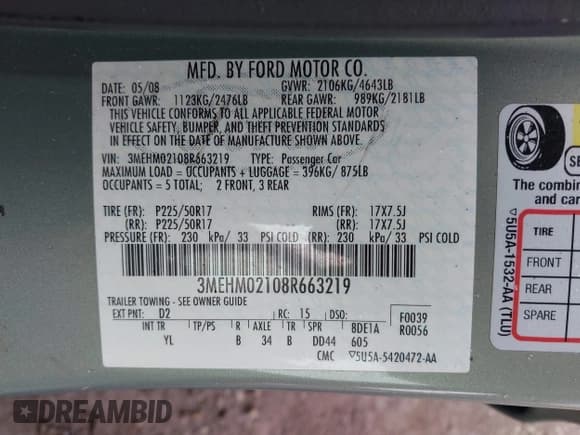 MFD. BY FORD MOTOR CO.
DATE: 05/08 GVWR: 2106KG/4643LB
FRONT GAWR: 1123KG/2476LB REAR GAWR: 989KG/2181LB
THIS VEHICLE CONFORMS TO ALL APPLICABLE FEDERAL MOTOR
VEHICLE SAFETY, BUMPER, AND THEFT PREVENTION STANDARDS
IN EFFECT ON THE DATE OF MANUFACTURE SHOWN ABOVE.
VIN: 3MEHM02108R663219 TYPE: Passenger Car
MAXIMUM LOAD = OCCUPANTS + LUGGAGE = 396KG/ 875LB
OCCUPANTS = 5 TOTAL; 2 FRONT, 3 REAR
TIRE (FR): P225/50R17 RIMS (FR): 17X7.5J
(RR): P225/50R17 (RR): 17X7.5J
PRESSURE (FR): 230 kPa/ 33 PSI COLD (RR): 230 kPa/ 33 PSI COLD
3MEHM02108R663219
TRAILER TOWING - SEE OWNER GUIDE
EXT PNT: D2 RC: 15 DSO: F0039
INT TR TP/PS R AXLE TR SPR BDE1A R0056
YL B 34 B DD44 605
CMC ▽5U5A-5420472-AA
▽5U5A-1532-AA (TLU)
The combin
and car
TIRE
FRONT
REAR
SPARE
DREAMBID